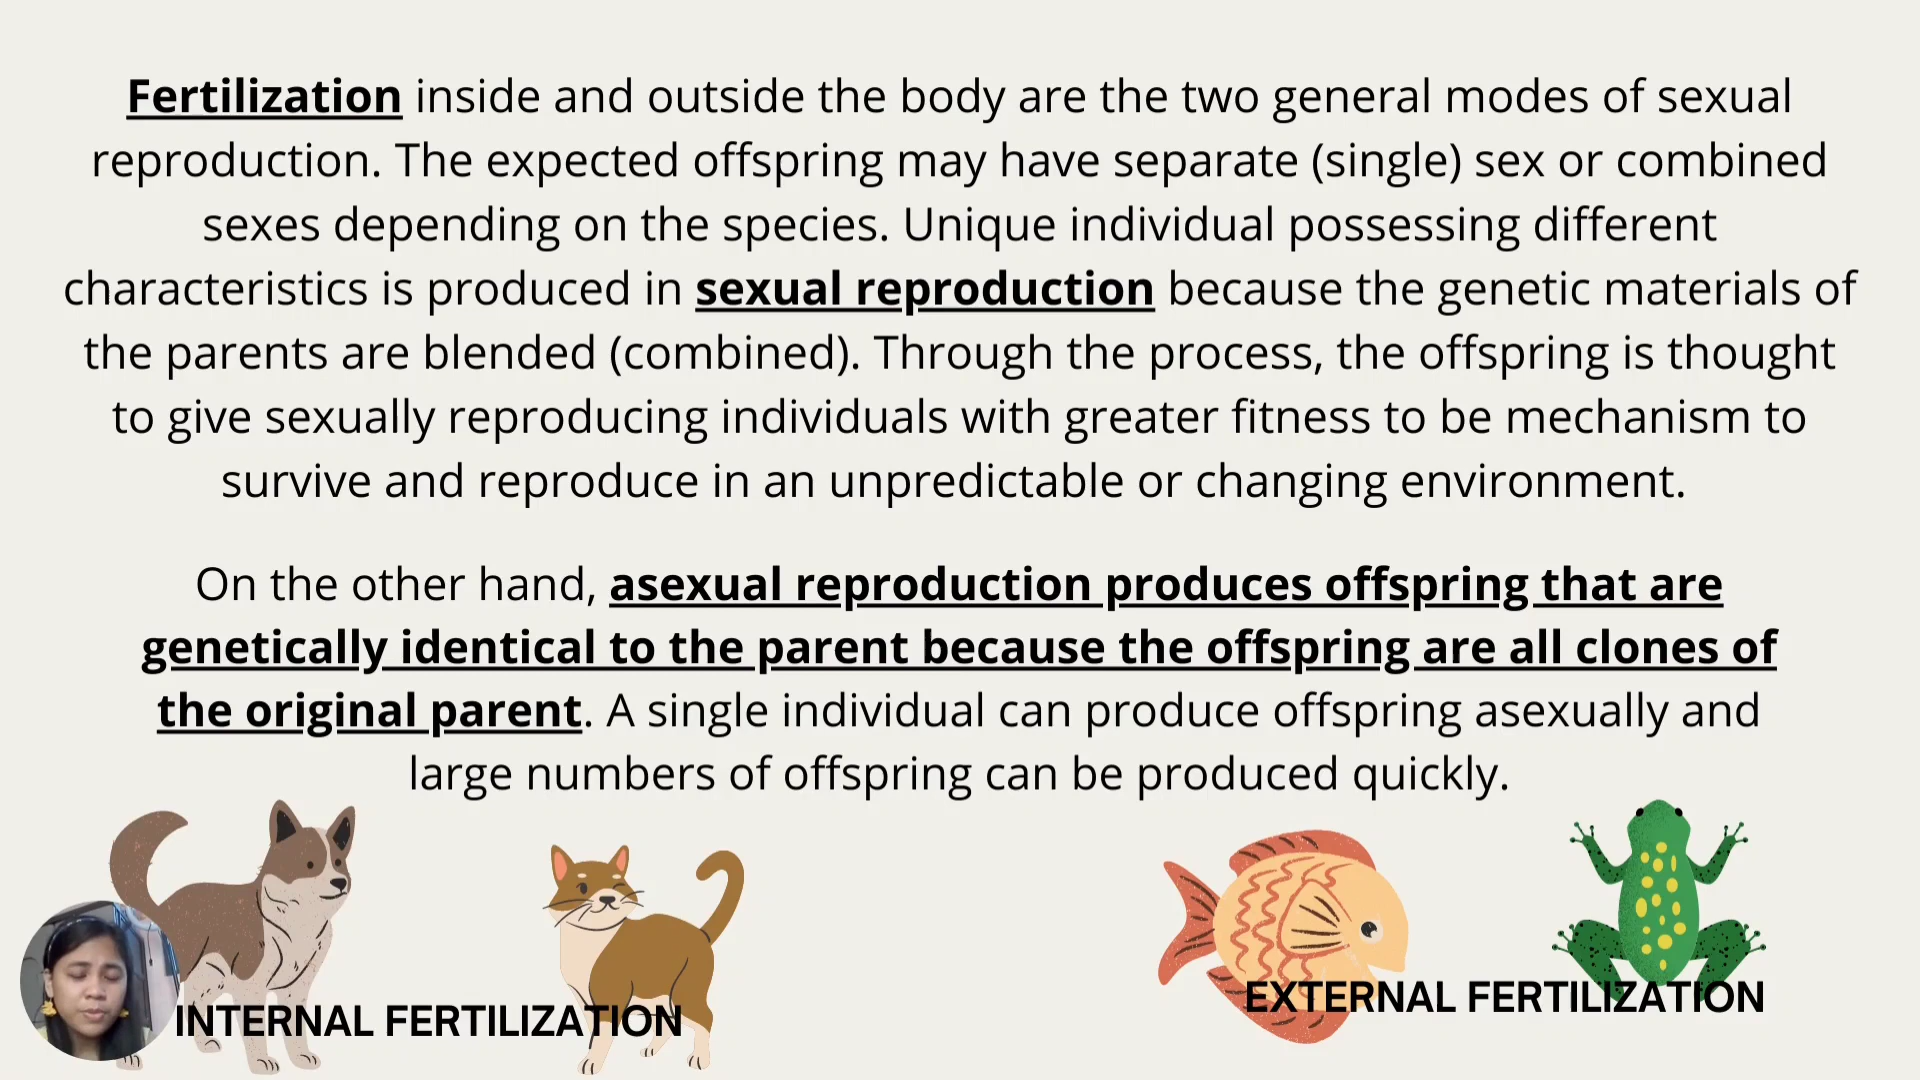 Fertilization inside and outside the body are the two general modes of sexual
reproduction. The expected offspring may have separate (single) sex or combined
sexes depending on the species. Unique individual possessing different
characteristics is produced in sexual reproduction because the genetic materials of
the parents are blended (combined). Through the process, the offspring is thought
to give sexually reproducing individuals with greater fitness to be mechanism to
survive and reproduce in an unpredictable or changing environment.
On the other hand, asexual reproduction produces offspring that are
genetically identical to the parent because the offspring are all clones of
the original parent. A single individual can produce offspring asexually and
large numbers of offspring can be produced quickly.
INTERNAL FERTILIZATION
EXTERNAL FERTILIZATION